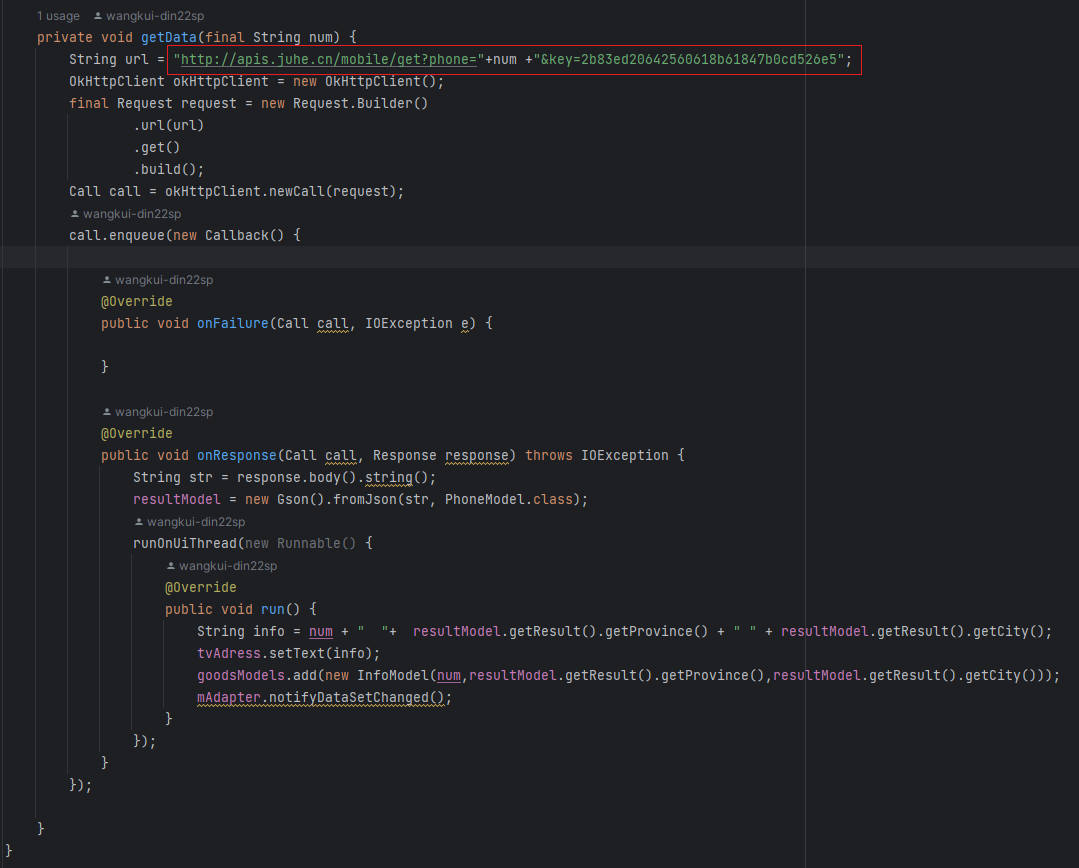 1 usage wangkui-din22sp
private void getData(final String num) {
String url = "http://apis.juhe.cn/mobile/get?phone="+num +"&key=2b83ed20642560618b61847b0cd526e5";
OkHttpClient okHttpClient = new OkHttpClient();
final Request request = new Request.Builder()
.url(url)
.get()
.build();
Call call = okHttpClient.newCall(request);
wangkui-din22sp
call.enqueue(new Callback() {
wangkui-din22sp
@Override
public void onFailure(Call call, IOException e) {
}
wangkui-din22sp
@Override
public void onResponse(Call call, Response response) throws IOException {
String str = response.body().string();
resultModel = new Gson().fromJson(str, PhoneModel.class);
wangkui-din22sp
runOnUiThread(new Runnable() {
wangkui-din22sp
@Override
public void run() {
String info = num + "  "+  resultModel.getResult().getProvince() + " " + resultModel.getResult().getCity();
tvAdress.setText(info);
goodsModels.add(new InfoModel(num,resultModel.getResult().getProvince(),resultModel.getResult().getCity()));
mAdapter.notifyDataSetChanged();
}
});
}
});
}
}